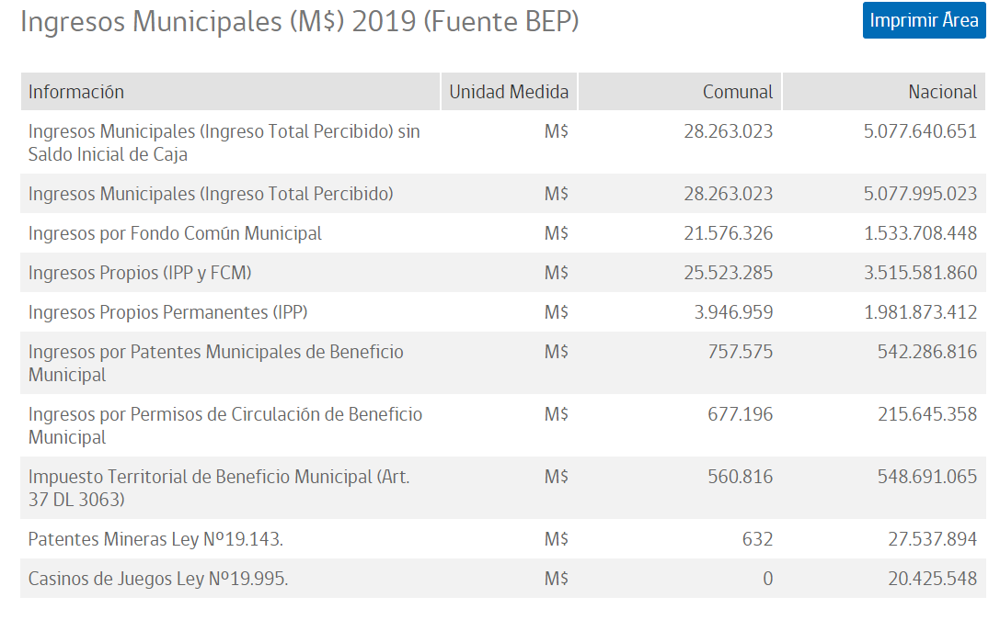 Ingresos Municipales (M$) 2019 (Fuente BEP)
Imprimir Área
Información Unidad Medida Comunal Nacional
Ingresos Municipales (Ingreso Total Percibido) sin
Saldo Inicial de Caja M$ 28.263.023 5.077.640.651
Ingresos Municipales (Ingreso Total Percibido) M$ 28.263.023 5.077.995.023
Ingresos por Fondo Común Municipal M$ 21.576.326 1.533.708.448
Ingresos Propios (IPP y FCM) M$ 25.523.285 3.515.581.860
Ingresos Propios Permanentes (IPP) M$ 3.946.959 1.981.873.412
Ingresos por Patentes Municipales de Beneficio
Municipal M$ 757.575 542.286.816
Ingresos por Permisos de Circulación de Beneficio
Municipal M$ 677.196 215.645.358
Impuesto Territorial de Beneficio Municipal (Art.
37 DL 3063) M$ 560.816 548.691.065
Patentes Mineras Ley Nº19.143. M$ 632 27.537.894
Casinos de Juegos Ley Nº19.995. M$ 0 20.425.548